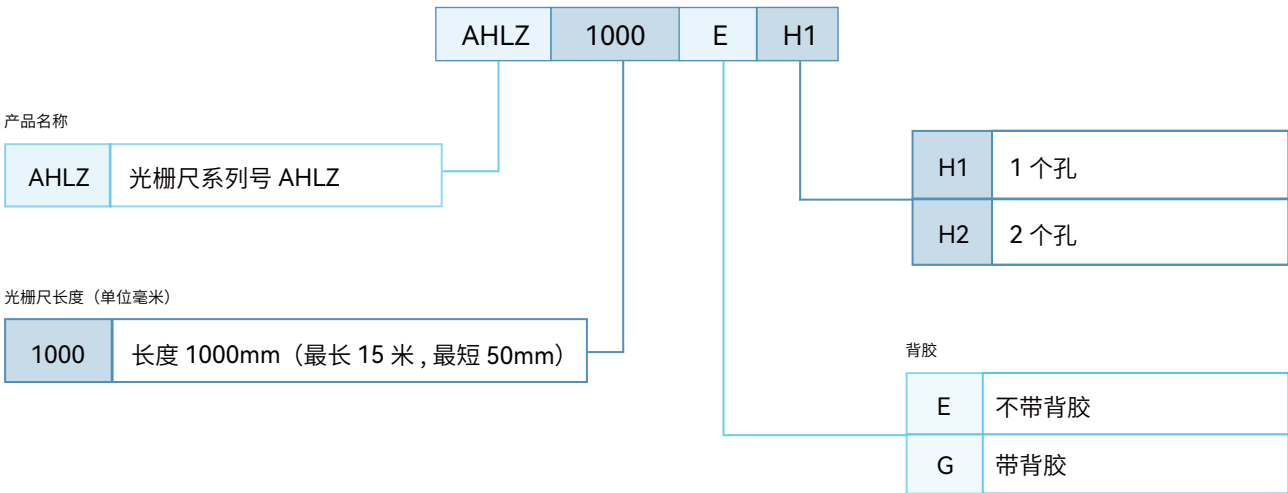 AHLZ 1000 E H1
产品名称
AHLZ 光栅尺系列号 AHLZ
H1 1 个孔
H2 2 个孔
光栅尺长度（单位毫米）
1000 长度 1000mm（最长 15 米 , 最短 50mm）
背胶
E 不带背胶
G 带背胶